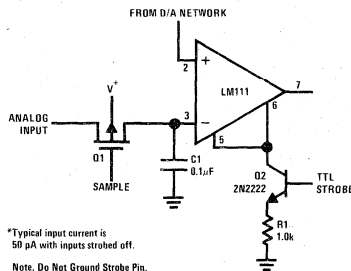 FROM D/A NETWORK
V+
2
+
LM111
7
6
ANALOG
INPUT
3
−
5
Q1
C1
0.1μF
SAMPLE
Q2
2N2222
TTL
STROBE
R1
1.0k
*Typical input current is
50 pA with inputs strobed off.
Note. Do Not Ground Strobe Pin.